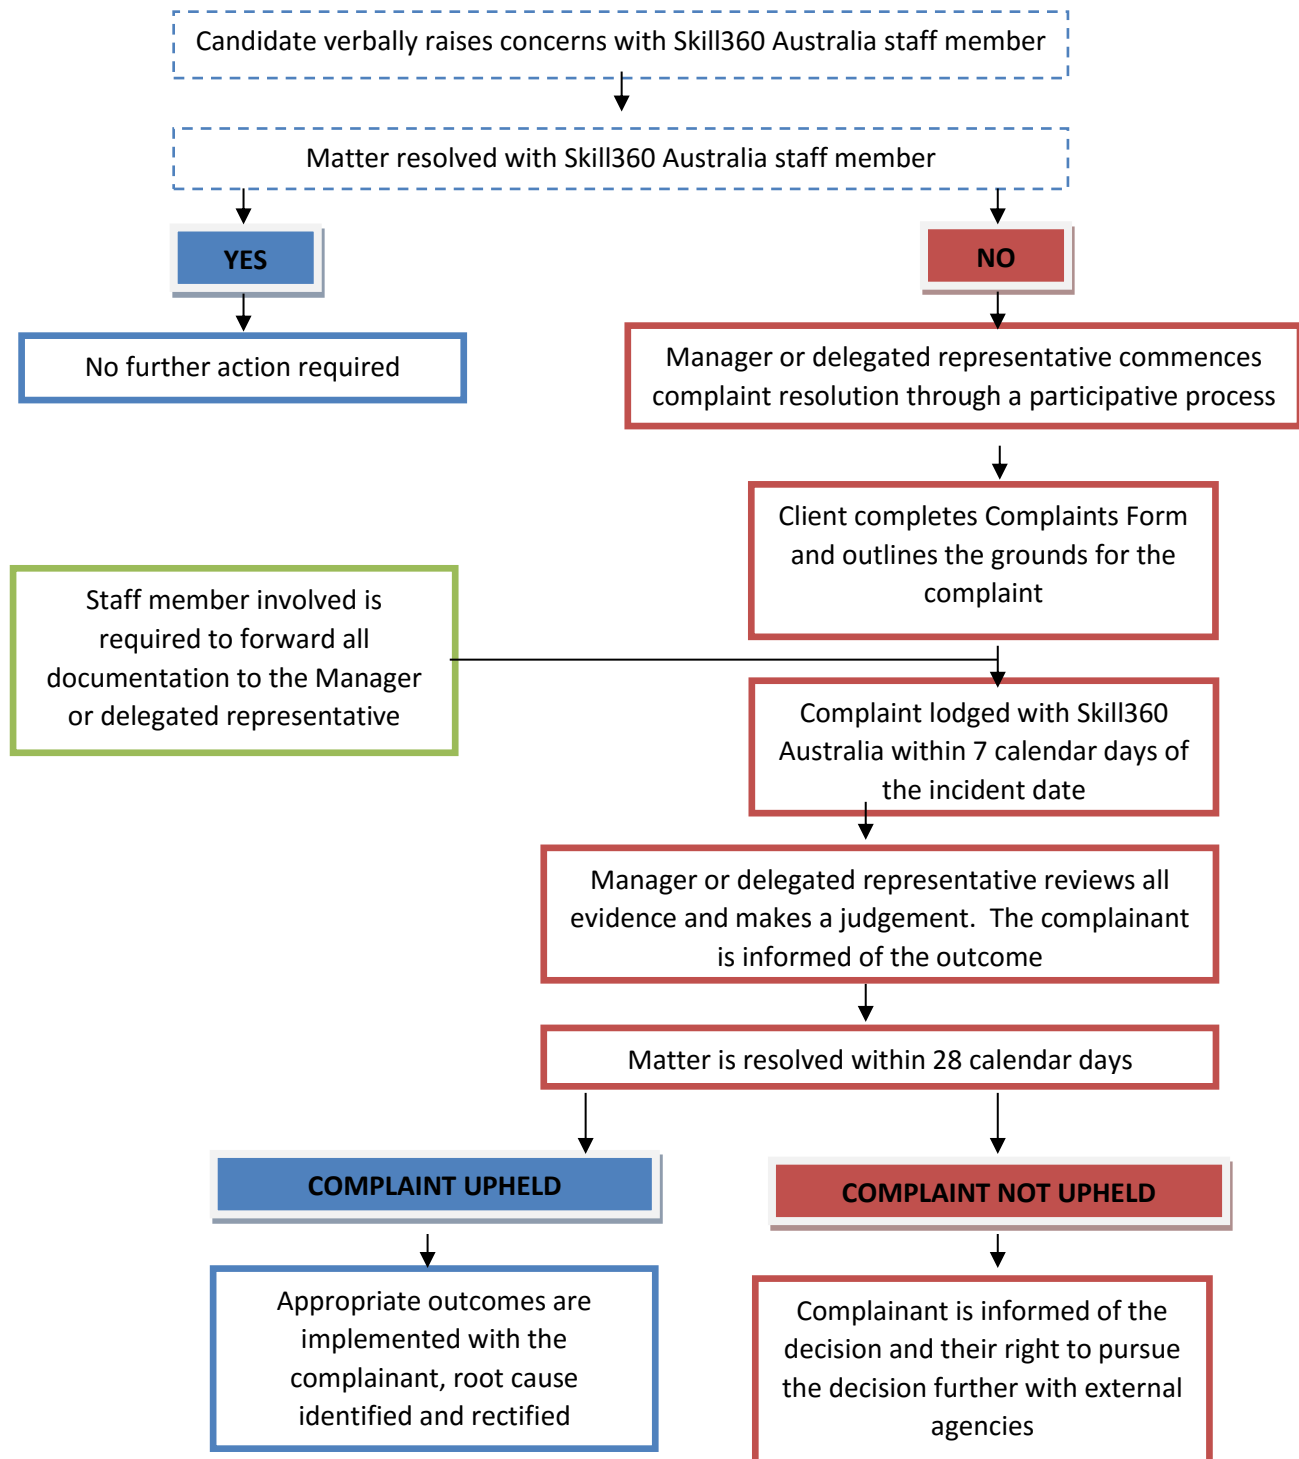 Candidate verbally raises concerns with Skill360 Australia staff member
Matter resolved with Skill360 Australia staff member
YES
NO
No further action required
Manager or delegated representative commences
complaint resolution through a participative process
Client completes Complaints Form
and outlines the grounds for the
complaint
Staff member involved is
required to forward all
documentation to the Manager
or delegated representative
Complaint lodged with Skill360
Australia within 7 calendar days of
the incident date
Manager or delegated representative reviews all
evidence and makes a judgement.  The complainant
is informed of the outcome
Matter is resolved within 28 calendar days
COMPLAINT UPHELD
COMPLAINT NOT UPHELD
Appropriate outcomes are
implemented with the
complainant, root cause
identified and rectified
Complainant is informed of the
decision and their right to pursue
the decision further with external
agencies